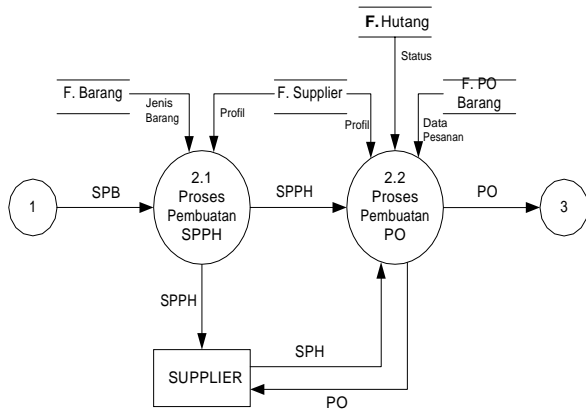 F. Hutang
Status
F. Barang
F. Supplier
F. PO
Barang
Jenis
Barang
Profil
Profil
Data
Pesanan
1
SPB
2.1
Proses
Pembuatan
SPPH
SPPH
2.2
Proses
Pembuatan
PO
PO
3
SPPH
SUPPLIER
SPH
PO